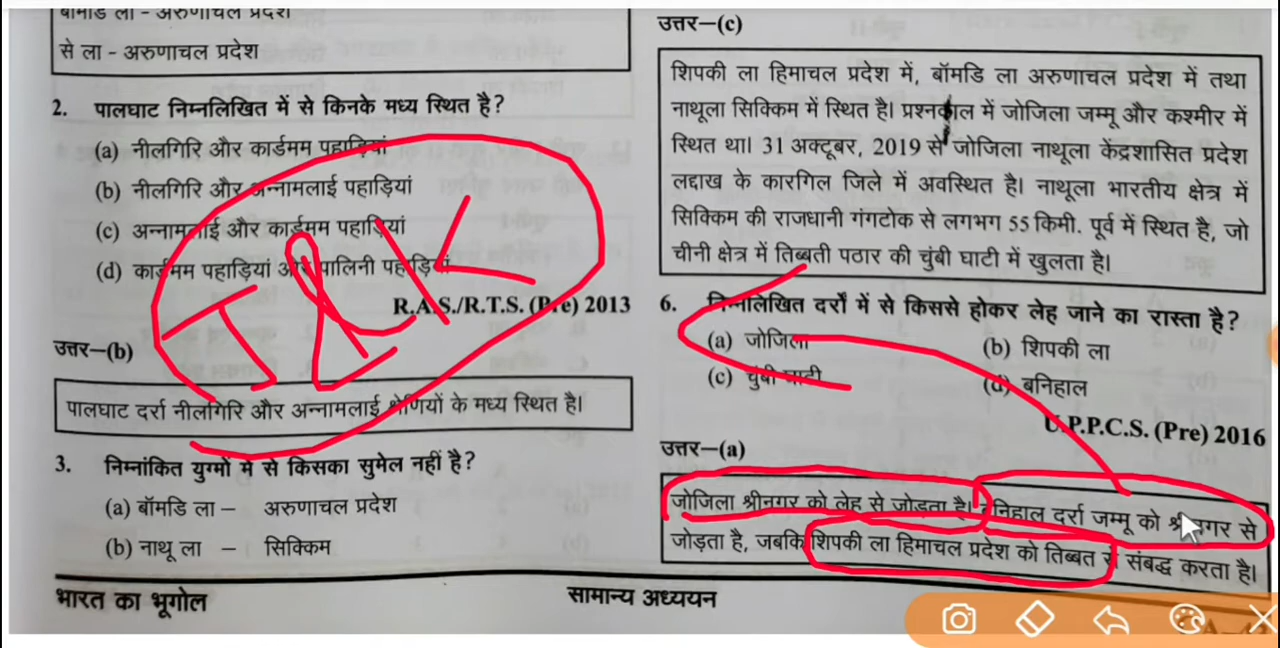 बोमडि ला - अरुणाचल प्रदेश
से ला - अरुणाचल प्रदेश
2. पालघाट निम्नलिखित में से किनके मध्य स्थित है?
(a) नीलगिरि और कार्डमम पहाड़ियां
(b) नीलगिरि और अन्नामलाई पहाड़ियां
(c) अन्नामलाई और कार्डमम पहाड़ियां
(d) कार्डमम पहाड़ियां और पालिनी पहाड़ियां
R.A.S./R.T.S. (Pre) 2013
उत्तर–(b)
पालघाट दर्रा नीलगिरि और अन्नामलाई श्रेणियों के मध्य स्थित है।
3. निम्नांकित युग्मों में से किसका सुमेल नहीं है?
(a) बॉमडि ला – अरुणाचल प्रदेश
(b) नाथू ला – सिक्किम
भारत का भूगोल
उत्तर–(c)
शिपकी ला हिमाचल प्रदेश में, बॉमडि ला अरुणाचल प्रदेश में तथा
नाथूला सिक्किम में स्थित है। प्रश्नकाल में जोजिला जम्मू और कश्मीर में
स्थित था। 31 अक्टूबर, 2019 से जोजिला नाथूला केंद्रशासित प्रदेश
लद्दाख के कारगिल जिले में अवस्थित है। नाथूला भारतीय क्षेत्र में
सिक्किम की राजधानी गंगटोक से लगभग 55 किमी. पूर्व में स्थित है, जो
चीनी क्षेत्र में तिब्बती पठार की चुंबी घाटी में खुलता है।
6. निम्नलिखित दर्रों में से किससे होकर लेह जाने का रास्ता है?
(a) जोजिला (b) शिपकी ला
(c) चुंबी घाटी (d) बनिहाल
U.P.P.C.S. (Pre) 2016
उत्तर–(a)
जोजिला श्रीनगर को लेह से जोड़ता है। बनिहाल दर्रा जम्मू को श्रीनगर से
जोड़ता है, जबकि शिपकी ला हिमाचल प्रदेश को तिब्बत से संबद्ध करता है।
सामान्य अध्ययन
J&K